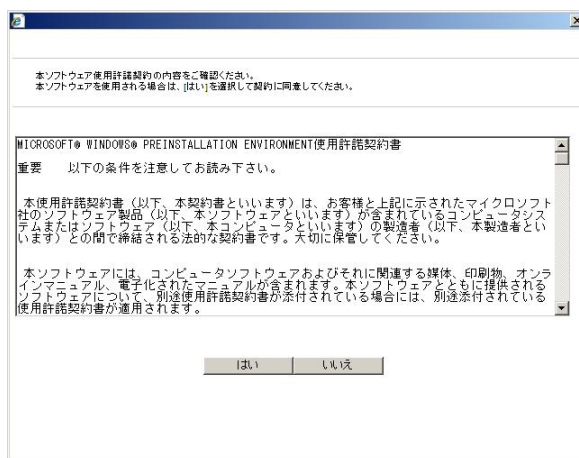 本ソフトウェア使用許諾契約の内容をご確認ください。
本ソフトウェアを使用される場合は、[はい]を選択して契約に同意してください。
MICROSOFT® WINDOWS® PREINSTALLATION ENVIRONMENT使用許諾契約書
重要　　以下の条件を注意してお読み下さい。
本使用許諾契約書（以下、本契約書といいます）は、お客様と上記に示されたマイクロソフト
社のソフトウェア製品（以下、本ソフトウェアといいます）が含まれているコンピュータシス
テムまたはソフトウェア（以下、本コンピュータといいます）の製造者（以下、本製造者とい
います）との間で締結される法的な契約書です。大切に保管してください。
本ソフトウェアには、コンピュータソフトウェアおよびそれに関連する媒体、印刷物、オンラ
インマニュアル、電子化されたマニュアルが含まれます。本ソフトウェアとともに提供される
ソフトウェアについて、別途使用許諾契約書が添付されている場合には、別途添付されている
使用許諾契約書が適用されます。
はい　いいえ